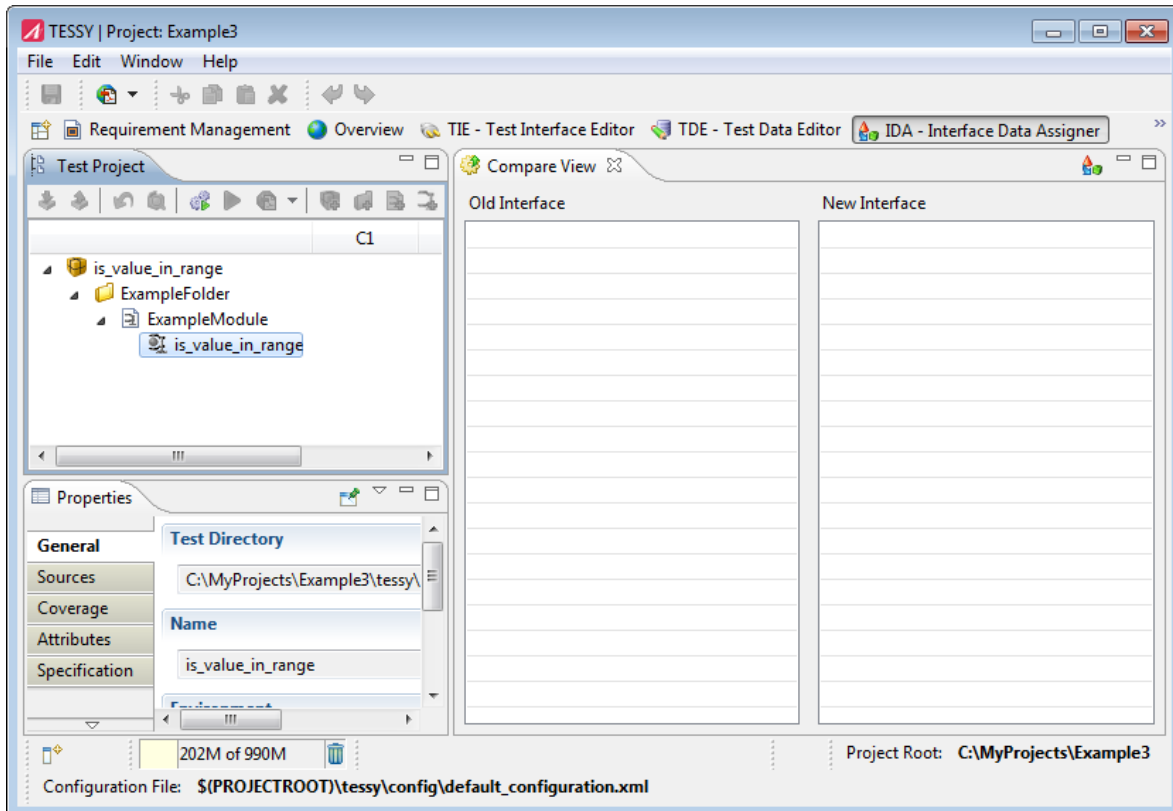 TESSY | Project: Example3
File Edit Window Help
Requirement Management Overview TIE - Test Interface Editor TDE - Test Data Editor IDA - Interface Data Assigner »
Test Project
C1
is_value_in_range
ExampleFolder
ExampleModule
is_value_in_range
Compare View
Old Interface New Interface
Properties
General
Sources
Coverage
Attributes
Specification
Test Directory
C:\MyProjects\Example3\tessy\
Name
is_value_in_range
Environment
202M of 990M
Project Root: C:\MyProjects\Example3
Configuration File: $(PROJECTROOT)\tessy\config\default_configuration.xml